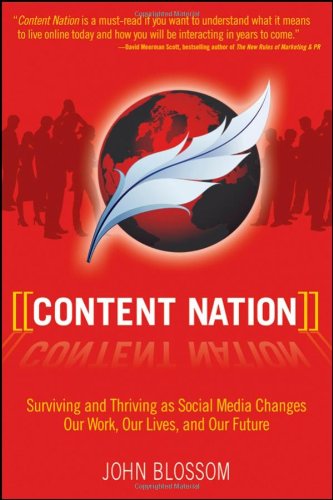 "Content Nation is a must-read if you want to understand what it means
to live online today and how you will be interacting in years to come."
—David Meerman Scott, bestselling author of The New Rules of Marketing & PR
[[CONTENT NATION]]
CONTENT NATION
Surviving and Thriving as Social Media Changes
Our Work, Our Lives, and Our Future
JOHN BLOSSOM